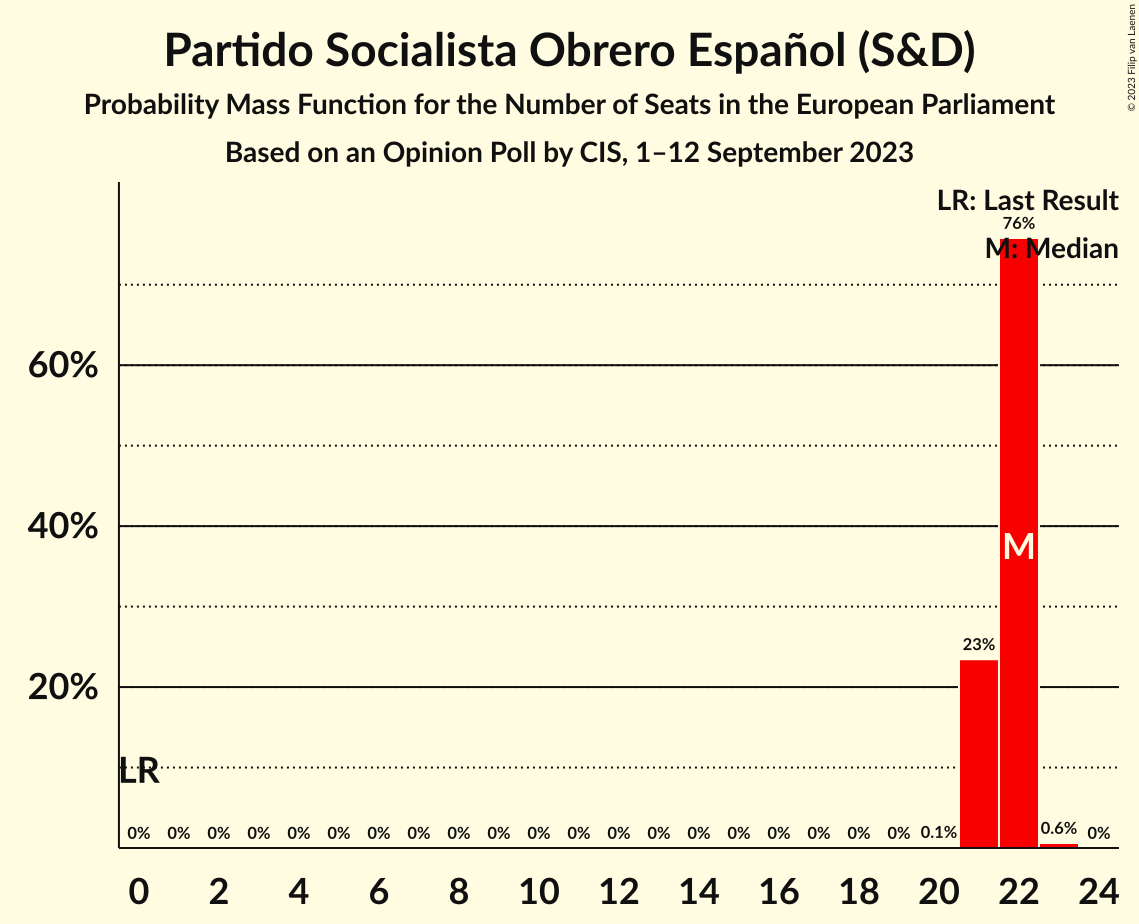 Partido Socialista Obrero Español (S&D)
Probability Mass Function for the Number of Seats in the European Parliament
Based on an Opinion Poll by CIS, 1–12 September 2023
© 2023 Filip van Laenen
LR: Last Result
76%
M: Median
60%
40%
M
23%
20%
LR
0% 0% 0% 0% 0% 0% 0% 0% 0% 0% 0% 0% 0% 0% 0% 0% 0% 0% 0% 0% 0.1% 0.6% 0%
0 2 4 6 8 10 12 14 16 18 20 22 24